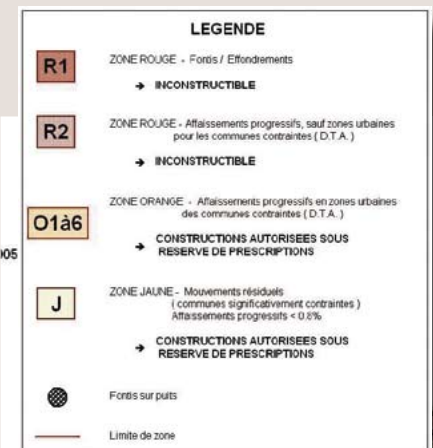 LEGENDE
R1
ZONE ROUGE - Fontis / Effondrements
→ INCONSTRUCTIBLE
R2
ZONE ROUGE - Affaissements progressifs, sauf zones urbaines
pour les communes contraintes ( D.T.A. )
→ INCONSTRUCTIBLE
O1à6
ZONE ORANGE - Affaissements progressifs en zones urbaines
des communes contraintes ( D.T.A. )
→ CONSTRUCTIONS AUTORISEES SOUS
RESERVE DE PRESCRIPTIONS
005
J
ZONE JAUNE - Mouvements résiduels
( communes significativement contraintes )
Affaissements progressifs < 0.8%
→ CONSTRUCTIONS AUTORISEES SOUS
RESERVE DE PRESCRIPTIONS
Fontis sur puits
Limite de zone